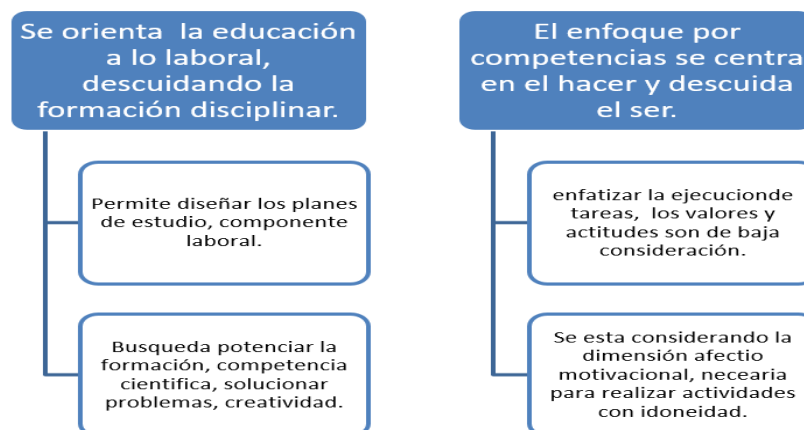 Se orienta la educación
a lo laboral,
descuidando la
formación disciplinar.
Permite diseñar los planes
de estudio, componente
laboral.
Busqueda potenciar la
formación, competencia
cientifica, solucionar
problemas, creatividad.
El enfoque por
competencias se centra
en el hacer y descuida
el ser.
enfatizar la ejecucionde
tareas, los valores y
actitudes son de baja
consideración.
Se esta considerando la
dimensión afectio
motivacional, necearia
para realizar actividades
con idoneidad.